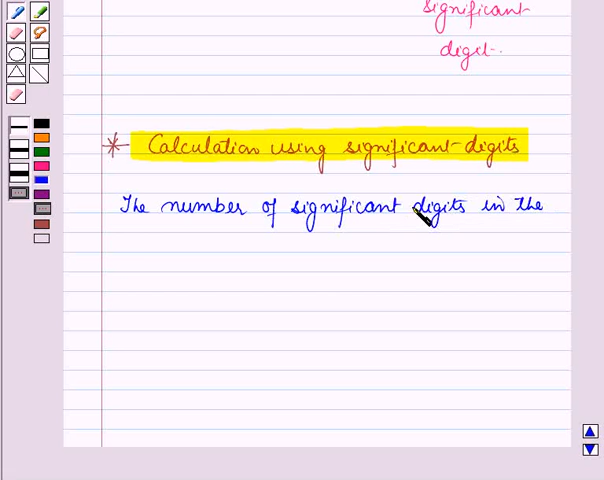 significant
digit.
* Calculation using significant-digits
The number of significant digits in the